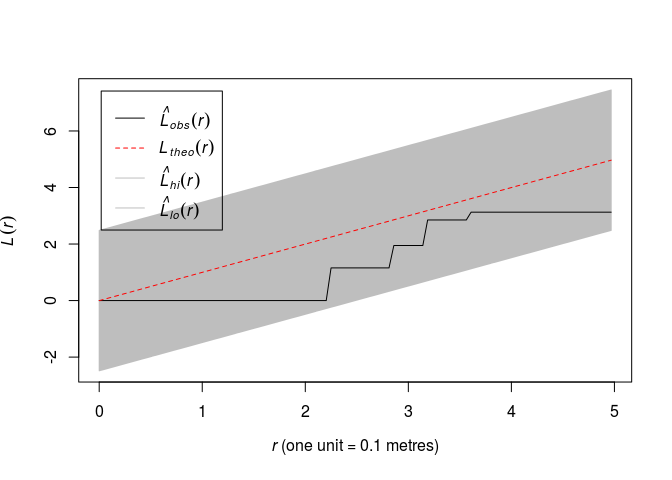 L̂obs(r)
Ltheo(r)
L̂hi(r)
L̂lo(r)
L(r)
6
4
2
0
-2
0 1 2 3 4 5
r (one unit = 0.1 metres)